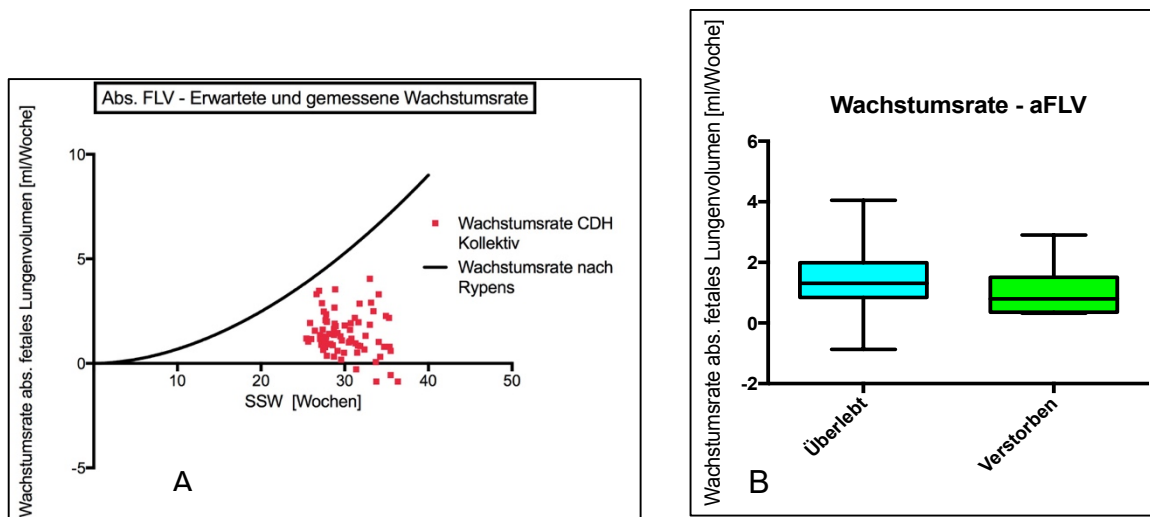 Abs. FLV - Erwartete und gemessene Wachstumsrate
Wachstumsrate abs. fetales Lungenvolumen [ml/Woche]
10
5
0
-5
10
20
30
40
50
SSW [Wochen]
Wachstumsrate CDH
Kollektiv
Wachstumsrate nach
Rypens
A
Wachstumsrate - aFLV
Wachstumsrate abs. fetales Lungenvolumen [ml/Woche]
6
4
2
0
-2
Überlebt
Verstorben
B